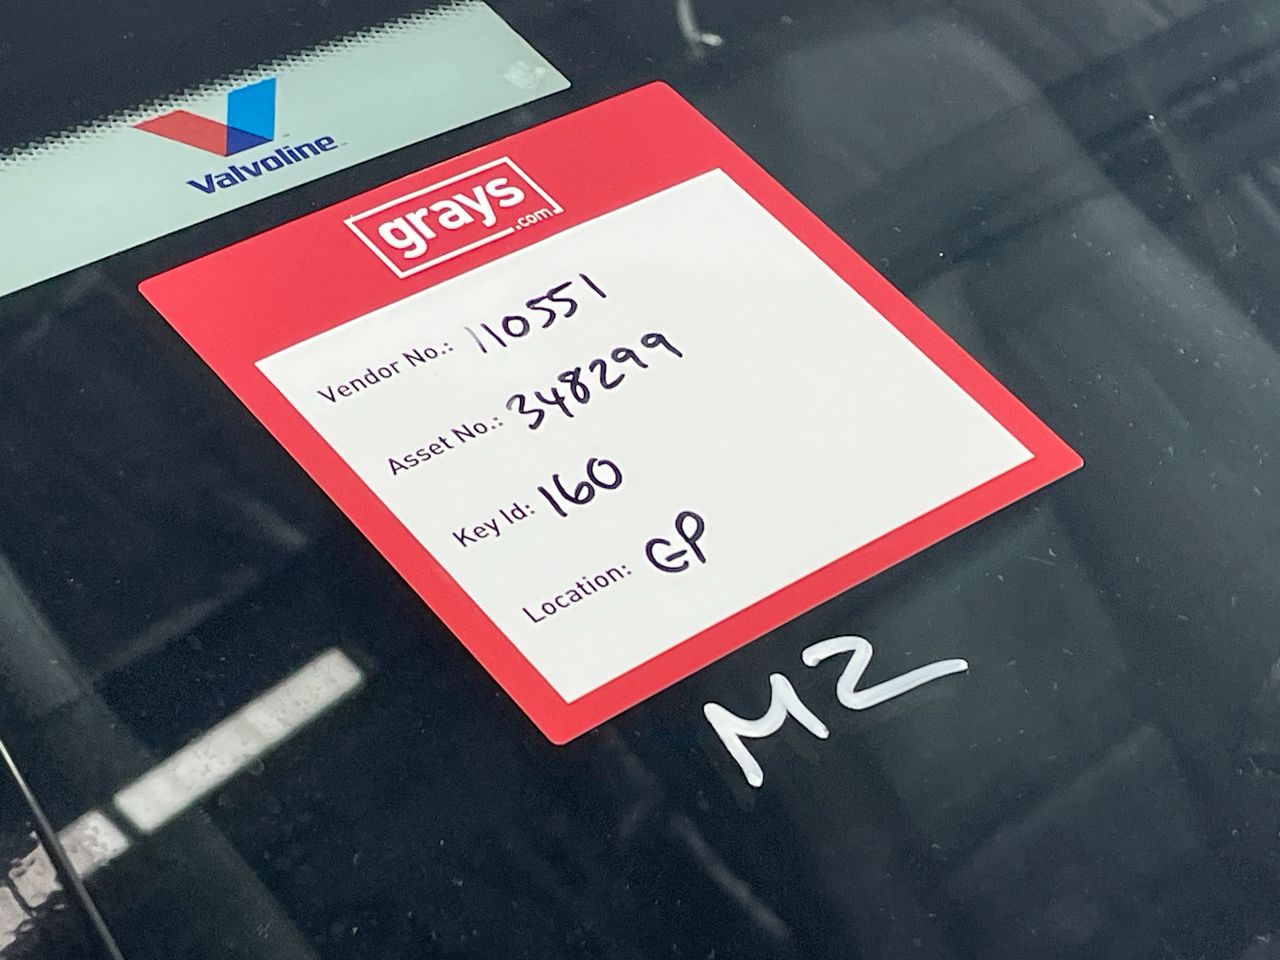 Valvoline
grays
.com
Vendor No.: 110551
Asset No.: 348299
Key Id: 160
Location: GP
M2